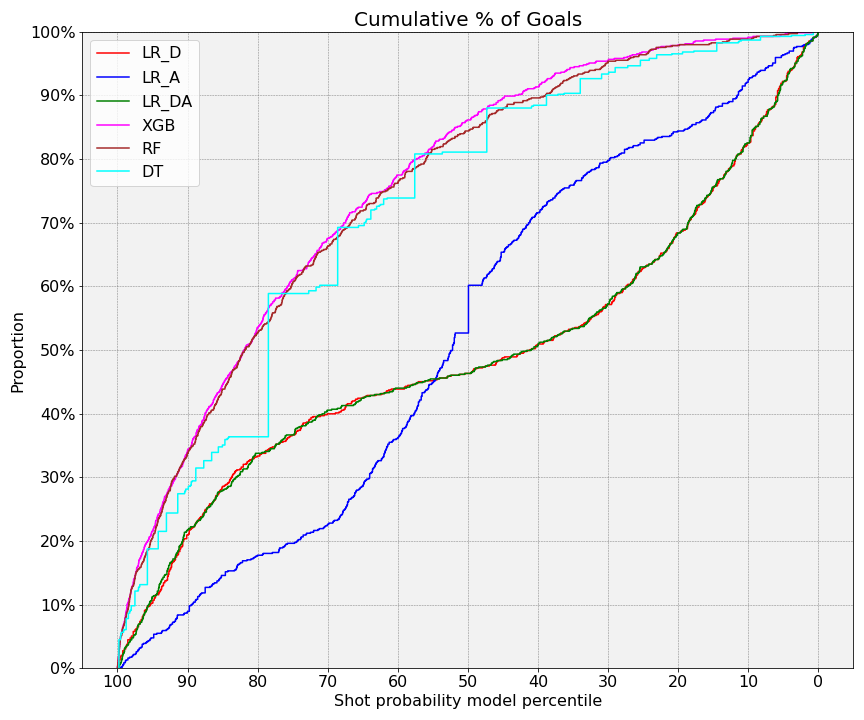 Cumulative % of Goals
100%
90%
80%
70%
60%
50%
40%
30%
20%
10%
0%
Proportion
LR_D
LR_A
LR_DA
XGB
RF
DT
100 90 80 70 60 50 40 30 20 10 0
Shot probability model percentile